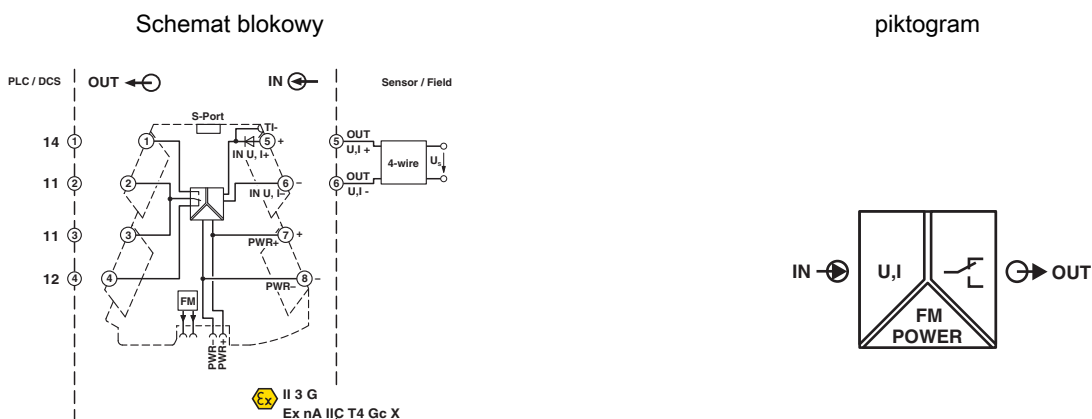 Schemat blokowy
piktogram
PLC / DCS
OUT
IN
Sensor / Field
S-Port
TI-
14 1
1
5 +
IN U, I+
5
OUT
U,I +
4-wire
Us
11 2
2
6 –
IN U, I–
6
OUT
U,I -
11 3
3
7 +
PWR+
12 4
4
8 –
PWR–
FM
PWR–
PWR+
Ex
II 3 G
Ex nA IIC T4 Gc X
IN
U,I
OUT
FM
POWER